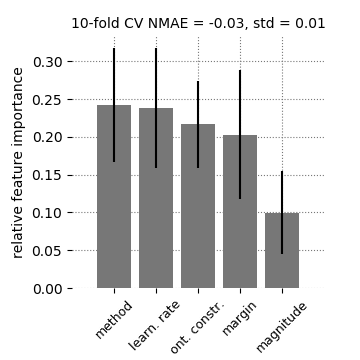 10-fold CV NMAE = -0.03, std = 0.01
relative feature importance
0.30
0.25
0.20
0.15
0.10
0.05
0.00
method
learn. rate
ont. constr.
margin
magnitude